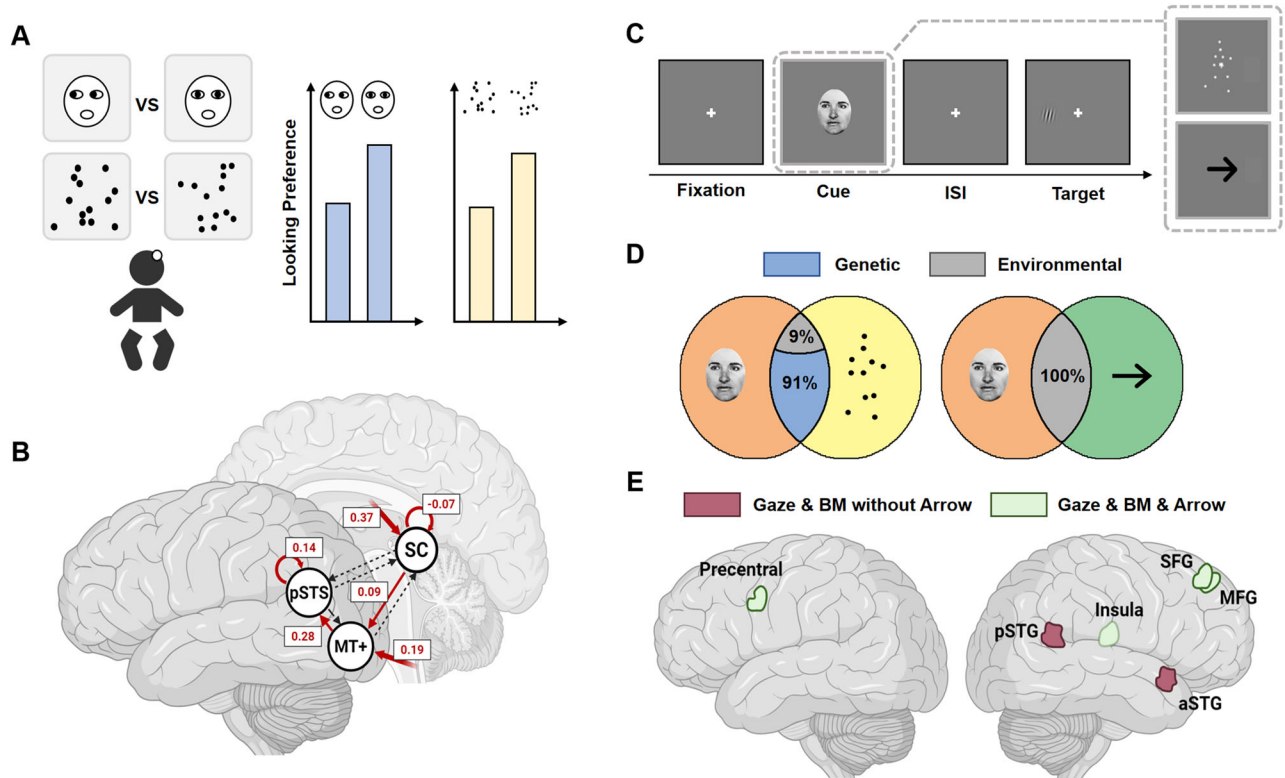 A
VS
VS
Looking Preference
B
0.37
-0.07
SC
0.14
pSTS
0.09
0.28
MT+
0.19
C
Fixation
Cue
ISI
Target
D
Genetic
Environmental
9%
91%
100%
E
Gaze & BM without Arrow
Gaze & BM & Arrow
Precentral
SFG
MFG
Insula
pSTG
aSTG